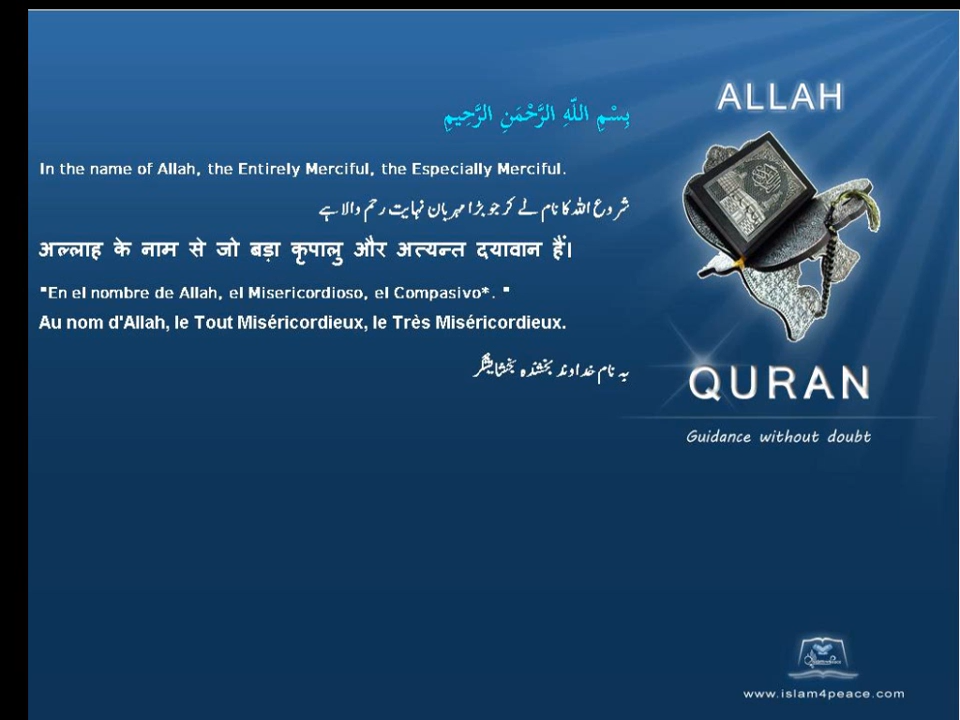 بِسْمِ اللّهِ الرَّحْمَنِ الرَّحِيمِ
In the name of Allah, the Entirely Merciful, the Especially Merciful.
شروع الله کا نام لے کر جو بڑا مہربان نہایت رحم والا ہے
अल्लाह के नाम से जो बड़ा कृपालु और अत्यन्त दयावान हैं।
"En el nombre de Allah, el Misericordioso, el Compasivo*. "
Au nom d'Allah, le Tout Miséricordieux, le Très Miséricordieux.
به نام خداوند بخشنده بخشایشگر
ALLAH
QURAN
Guidance without doubt
www.islam4peace.com